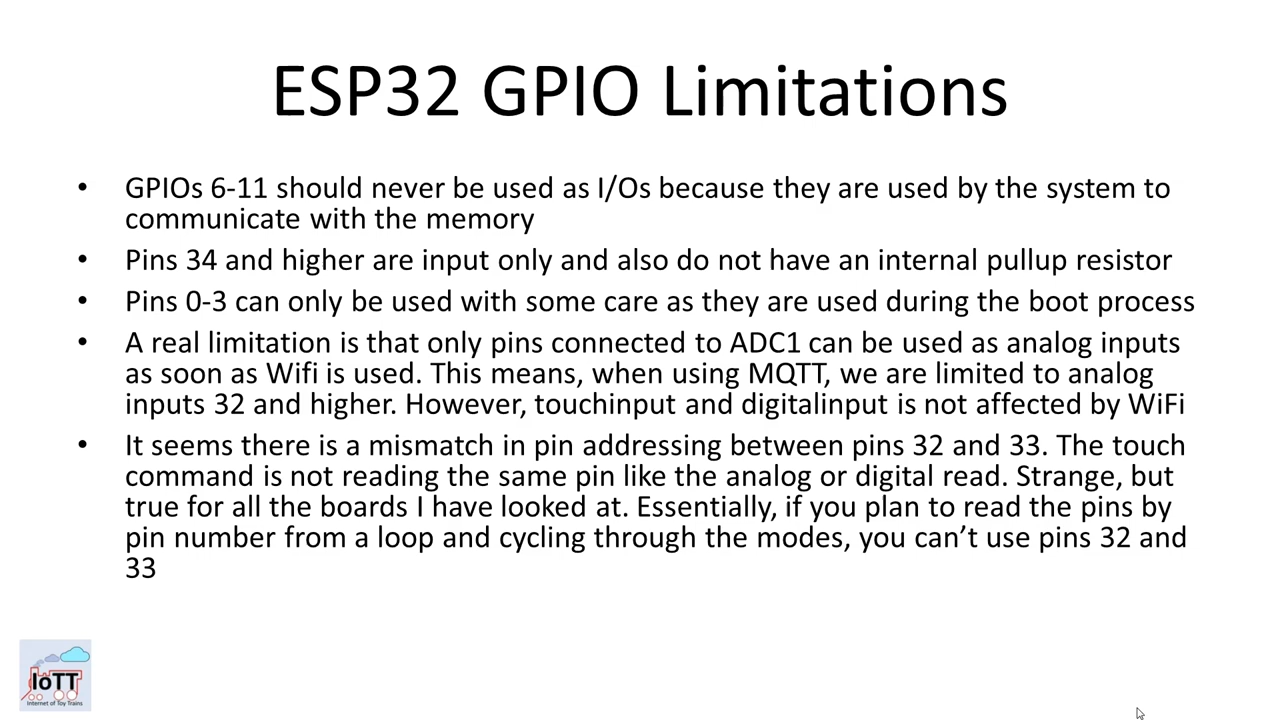 ESP32 GPIO Limitations
• GPIOs 6-11 should never be used as I/Os because they are used by the system to
communicate with the memory
• Pins 34 and higher are input only and also do not have an internal pullup resistor
• Pins 0-3 can only be used with some care as they are used during the boot process
• A real limitation is that only pins connected to ADC1 can be used as analog inputs
as soon as Wifi is used. This means, when using MQTT, we are limited to analog
inputs 32 and higher. However, touchinput and digitalinput is not affected by WiFi
• It seems there is a mismatch in pin addressing between pins 32 and 33. The touch
command is not reading the same pin like the analog or digital read. Strange, but
true for all the boards I have looked at. Essentially, if you plan to read the pins by
pin number from a loop and cycling through the modes, you can’t use pins 32 and
33
IoTT
Internet of Toy Trains